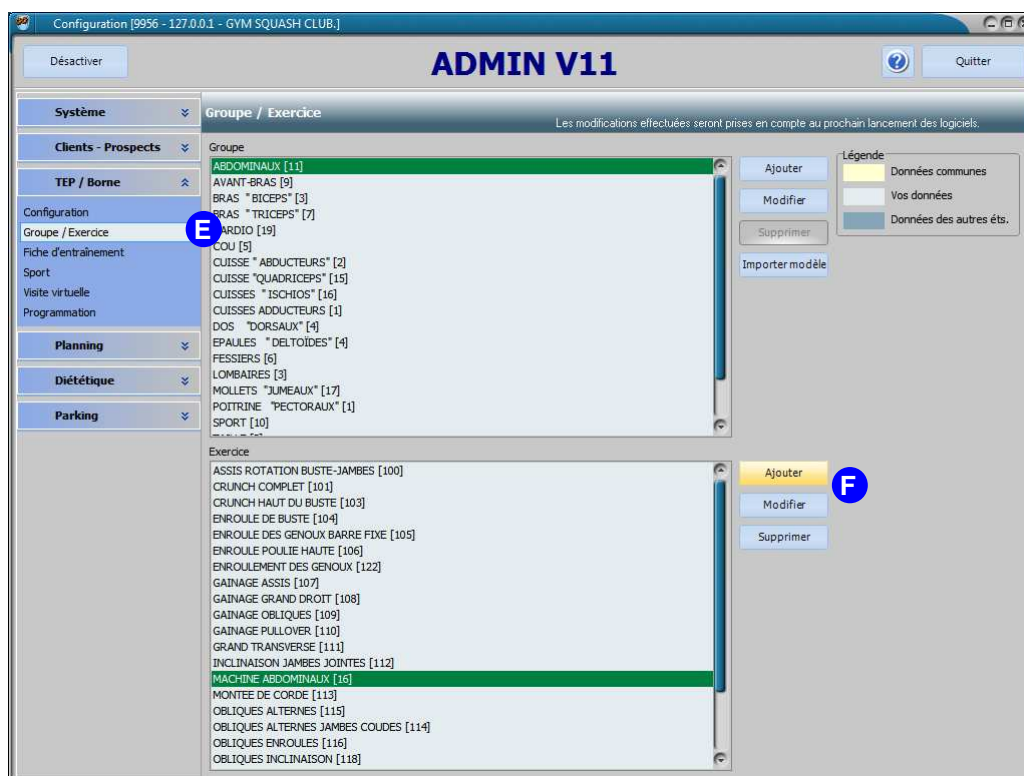 Configuration [9956 - 127.0.0.1 - GYM SQUASH CLUB.]
Désactiver
ADMIN V11
Quitter
Système
Clients - Prospects
TEP / Borne
Configuration
Groupe / Exercice
Fiche d'entraînement
Sport
Visite virtuelle
Programmation
Planning
Diététique
Parking
Groupe / Exercice
Les modifications effectuées seront prises en compte au prochain lancement des logiciels.
Groupe
ABDOMINAUX [11]
AVANT-BRAS [9]
BRAS " BICEPS" [3]
BRAS " TRICEPS" [7]
E
CARDIO [19]
COU [5]
CUISSE " ABDUCTEURS" [2]
CUISSE "QUADRICEPS" [15]
CUISSES " ISCHIOS" [16]
CUISSES ADDUCTEURS [1]
DOS "DORSAUX" [4]
EPAULES " DELTOÏDES" [4]
FESSIERS [6]
LOMBAIRES [3]
MOLLETS "JUMEAUX" [17]
POITRINE "PECTORAUX" [1]
SPORT [10]
Ajouter
Modifier
Supprimer
Importer modèle
Légende
Données communes
Vos données
Données des autres éts.
Exercice
ASSIS ROTATION BUSTE-JAMBES [100]
CRUNCH COMPLET [101]
CRUNCH HAUT DU BUSTE [103]
ENROULE DE BUSTE [104]
ENROULE DES GENOUX BARRE FIXE [105]
ENROULE POULIE HAUTE [106]
ENROULEMENT DES GENOUX [122]
GAINAGE ASSIS [107]
GAINAGE GRAND DROIT [108]
GAINAGE OBLIQUES [109]
GAINAGE PULLOVER [110]
GRAND TRANSVERSE [111]
INCLINAISON JAMBES JOINTES [112]
MACHINE ABDOMINAUX [16]
MONTEE DE CORDE [113]
OBLIQUES ALTERNES [115]
OBLIQUES ALTERNES JAMBES COUDES [114]
OBLIQUES ENROULES [116]
OBLIQUES INCLINAISON [118]
Ajouter
F
Modifier
Supprimer